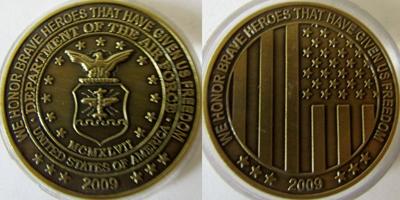 WE HONOR BRAVE HEROES THAT HAVE GIVEN US FREEDOM
DEPARTMENT OF THE AIR FORCE
MCMXLVII
UNITED STATES OF AMERICA
2009
WE HONOR BRAVE HEROES THAT HAVE GIVEN US FREEDOM
2009